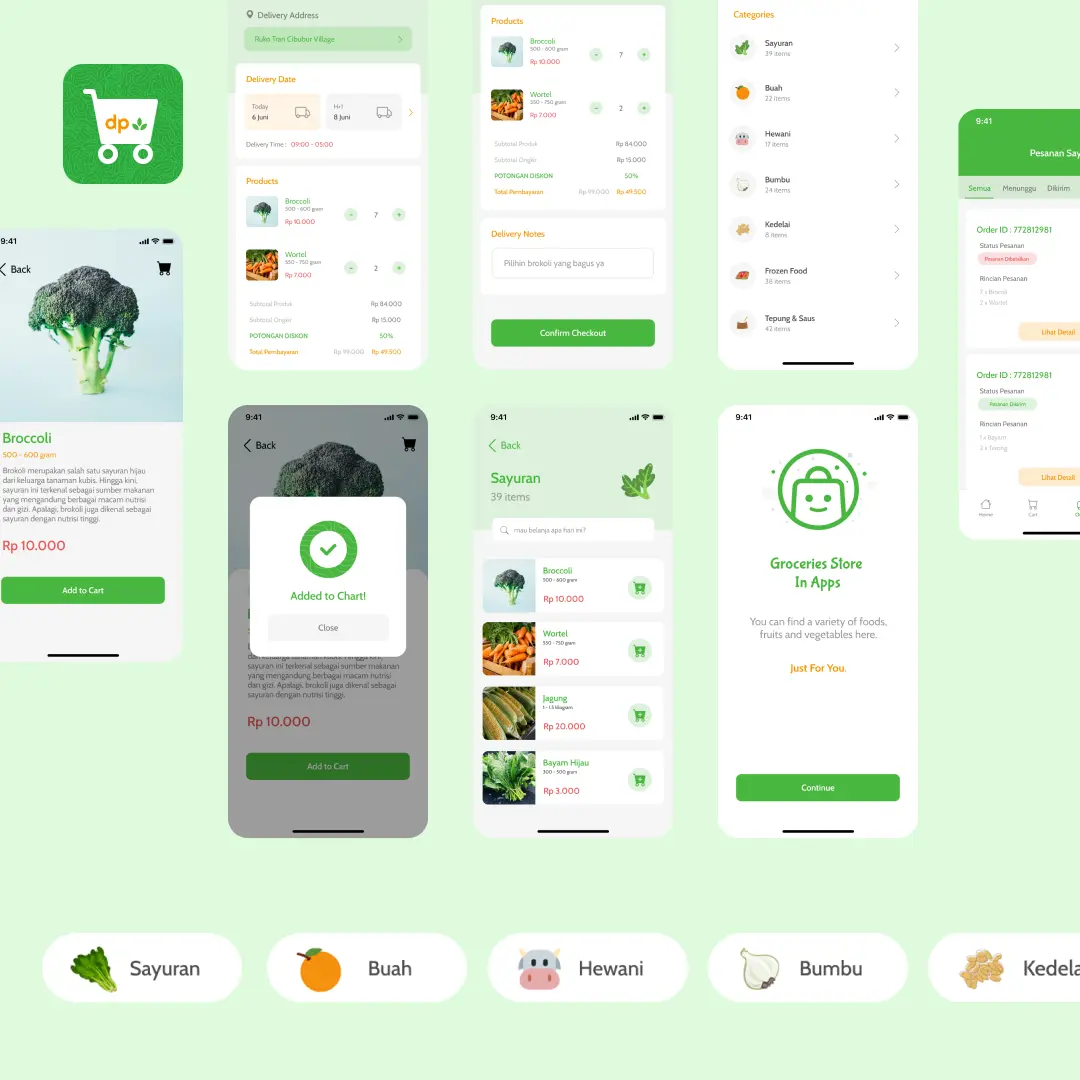 Delivery Address
Ruko Tran Cibubur Village
Delivery Date
Today
6 Juni
H+1
8 Juni
Delivery Time : 09:00 - 05:00
Products
Broccoli
500 - 600 gram
Rp 10.000
- 7 +
Wortel
550 - 750 gram
Rp 7.000
- 2 +
Subtotal Produk Rp 84.000
Subtotal Ongkir Rp 15.000
POTONGAN DISKON 50%
Total Pembayaran Rp 99.000 Rp 49.500
Products
Broccoli
500 - 600 gram
Rp 10.000
- 7 +
Wortel
550 - 750 gram
Rp 7.000
- 2 +
Subtotal Produk Rp 84.000
Subtotal Ongkir Rp 15.000
POTONGAN DISKON 50%
Total Pembayaran Rp 99.000 Rp 49.500
Delivery Notes
Pilihin brokoli yang bagus ya
Confirm Checkout
Categories
Sayuran
39 items
Buah
22 items
Hewani
17 items
Bumbu
24 items
Kedelai
8 items
Frozen Food
38 items
Tepung & Saus
43 items
dp
9:41
Pesanan Say
Semua Menunggu Dikirim
Order ID : 772812981
Status Pesanan
Pesanan Dibatalkan
Rincian Pesanan
7 x Brocoli
2 x Wortel
Lihat Detail
Order ID : 772812981
Status Pesanan
Pesanan Dikirim
Rincian Pesanan
1 x Bayam
2 x Terong
Lihat Detail
Home
Cart
9:41
Back
Broccoli
500 - 600 gram
Brokoli merupakan salah satu sayuran hijau
dari keluarga tanaman kubis. Hingga kini,
sayuran ini terkenal sebagai sumber makanan
yang mengandung berbagai macam nutrisi
dan gizi. Apalagi, brokoli juga dikenal sebagai
sayuran dengan nutrisi tinggi.
Rp 10.000
Add to Cart
9:41
Back
Added to Chart!
Close
sayuran ini terkenal sebagai sumber makanan
yang mengandung berbagai macam nutrisi
dan gizi. Apalagi, brokoli juga dikenal sebagai
sayuran dengan nutrisi tinggi.
Rp 10.000
Add to Cart
9:41
Back
Sayuran
39 items
mau belanja apa hari ini?
Broccoli
500 - 600 gram
Rp 10.000
Wortel
550 - 750 gram
Rp 7.000
Jagung
1 - 1.5 kilogram
Rp 20.000
Bayam Hijau
300 - 500 gram
Rp 3.000
9:41
Groceries Store
In Apps
You can find a variety of foods,
fruits and vegetables here.
Just For You.
Continue
Sayuran
Buah
Hewani
Bumbu
Kedela